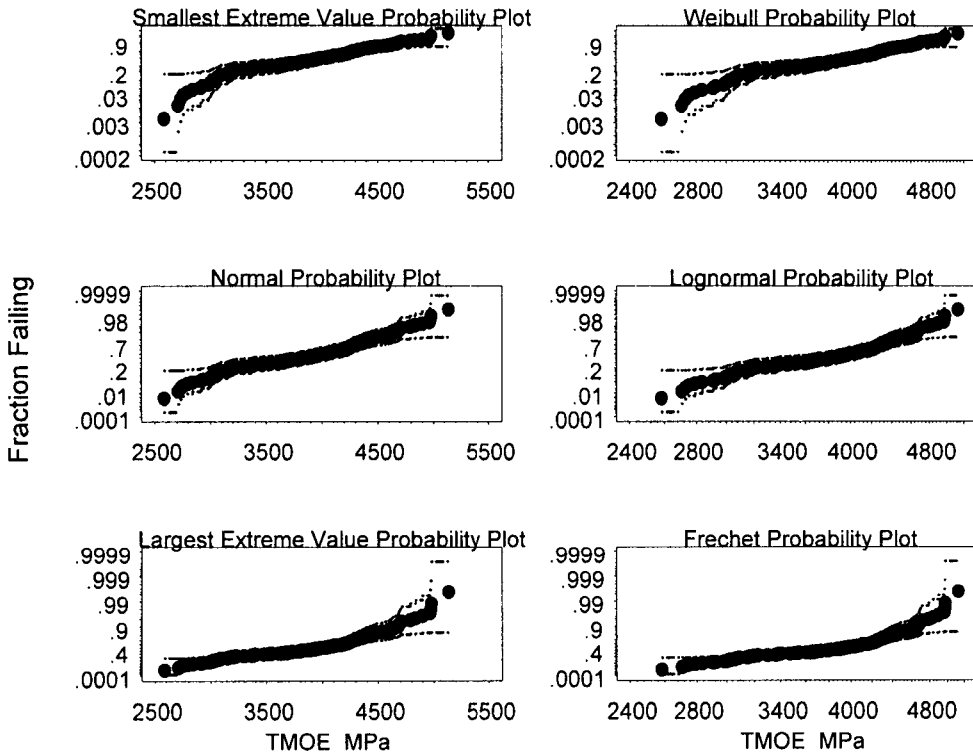 Smallest Extreme Value Probability Plot
.9
.2
.03
.003
.0002
2500 3500 4500 5500
Weibull Probability Plot
.9
.2
.03
.003
.0002
2400 2800 3400 4000 4800
Fraction Failing
Normal Probability Plot
.9999
.98
.7
.2
.01
.0001
2500 3500 4500 5500
Lognormal Probability Plot
.9999
.98
.7
.2
.01
.0001
2400 2800 3400 4000 4800
Largest Extreme Value Probability Plot
.9999
.999
.99
.9
.4
.0001
2500 3500 4500 5500
TMOE MPa
Frechet Probability Plot
.9999
.999
.99
.9
.4
.0001
2400 2800 3400 4000 4800
TMOE MPa